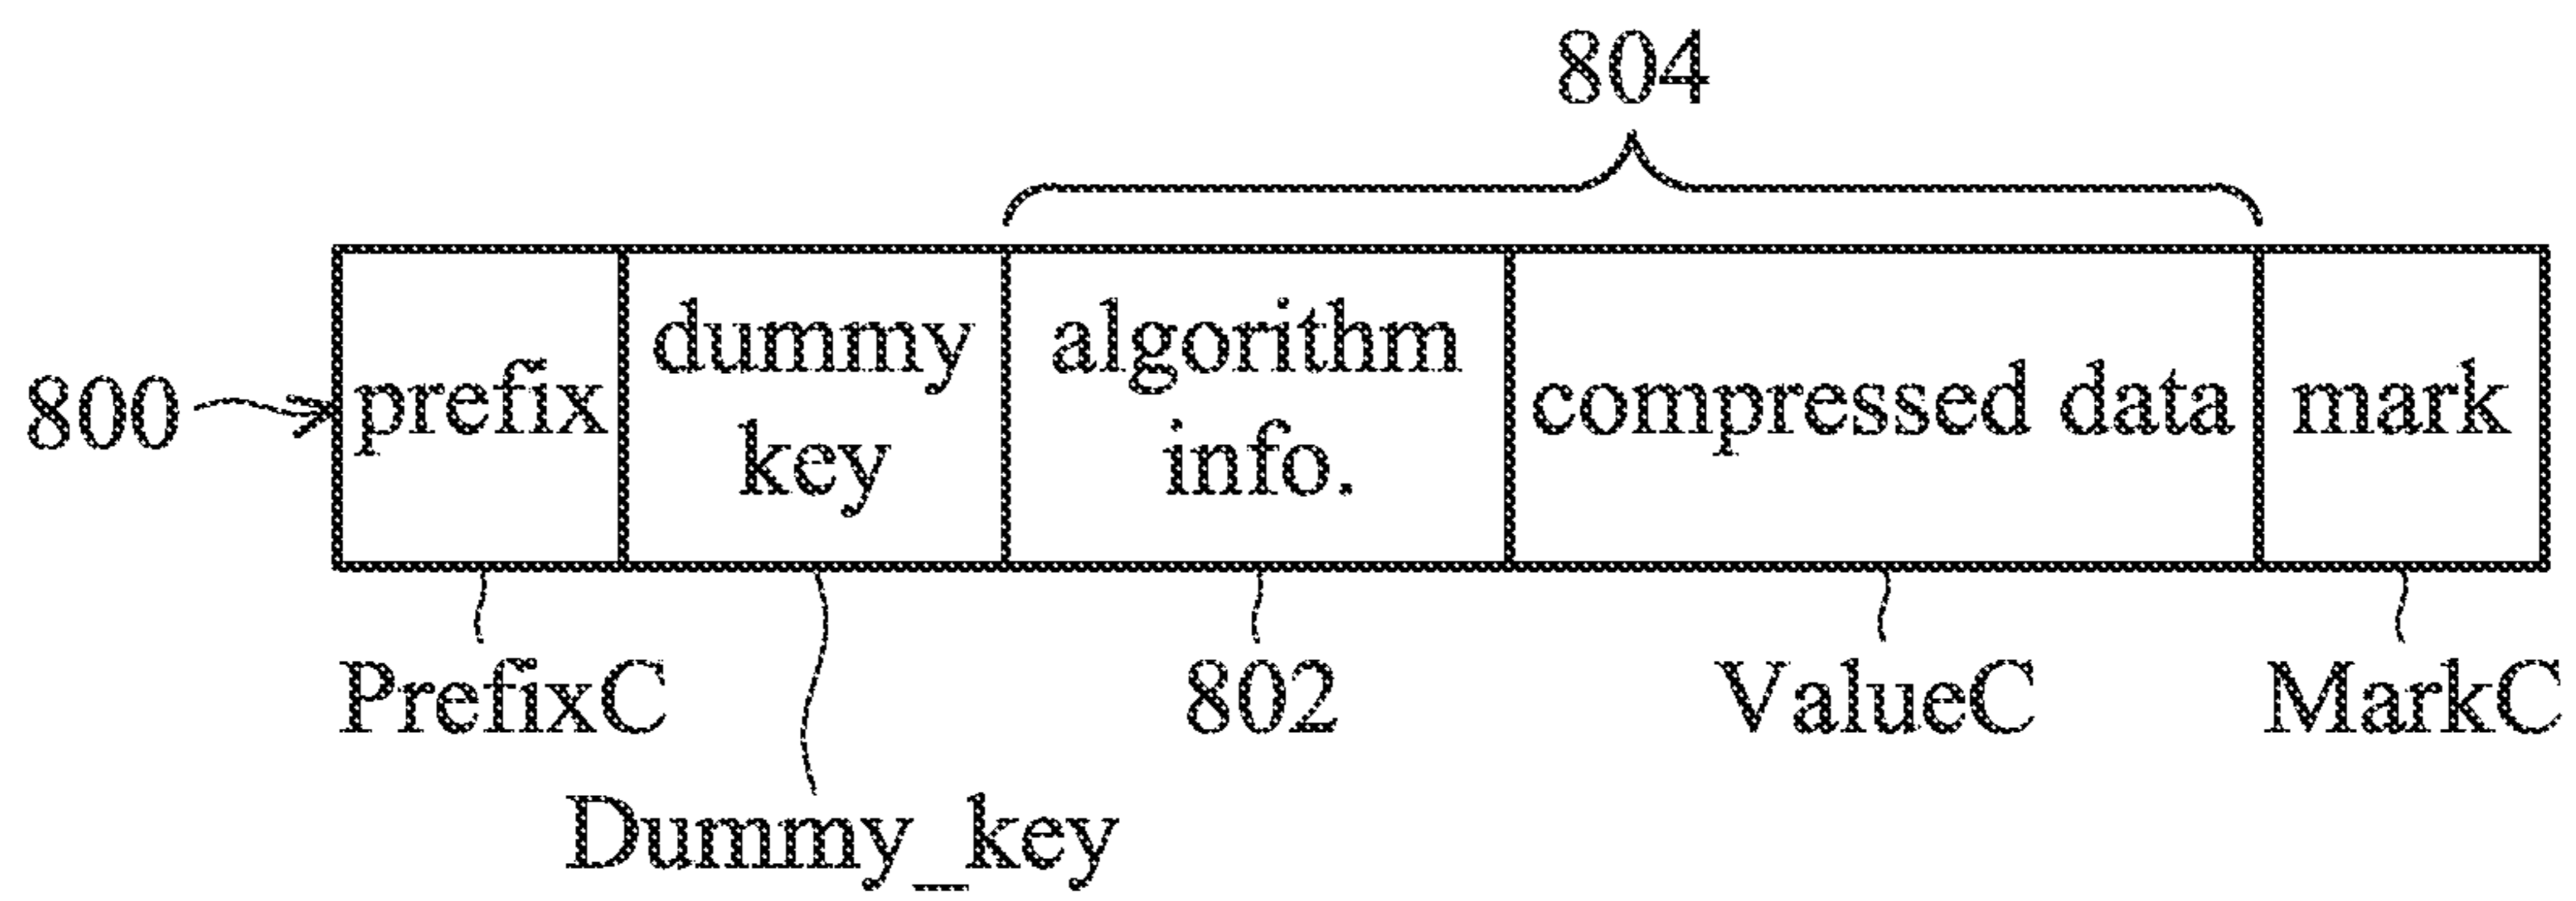 804
800
prefix
dummy
key
algorithm
info.
compressed data
mark
PrefixC
802
ValueC
MarkC
Dummy_key